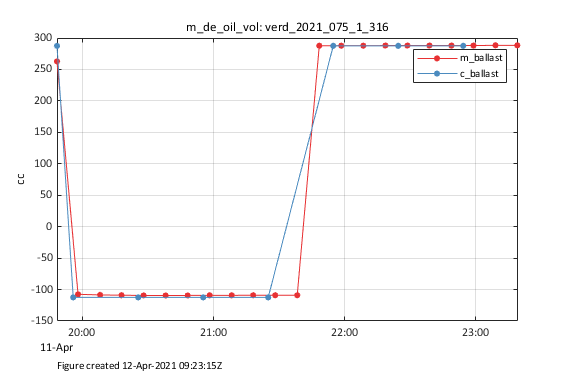 m_de_oil_vol: verd_2021_075_1_316
300
250
200
150
100
50
0
-50
-100
-150
cc
m_ballast
c_ballast
20:00
21:00
22:00
23:00
11-Apr
Figure created 12-Apr-2021 09:23:15Z